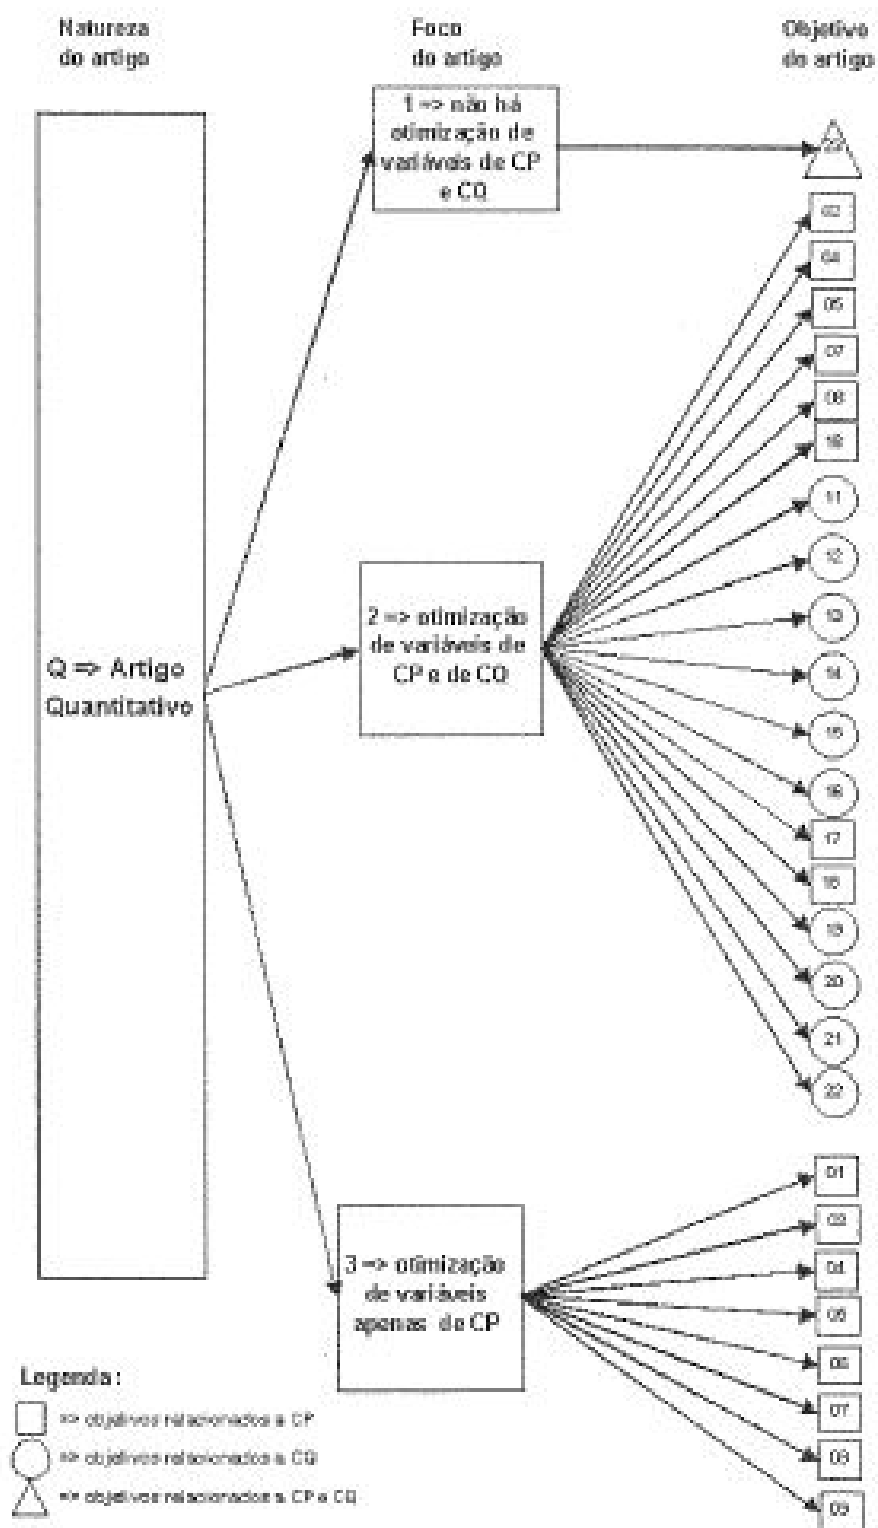 Natureza
do artigo
Foco
do artigo
Objetivo
do artigo
1 => não há
otimização de
variáveis de CP
e CQ
Q => Artigo
Quantitativo
2 => otimização
de variáveis de
CP e de CQ
3 => otimização
de variáveis
apenas de CP
02
04
05
07
11
12
13
14
15
16
17
19
20
21
22
01
04
07
Legenda:
=> objetivos relacionados a CP
=> objetivos relacionados a CQ
=> objetivos relacionados a CP e CQ